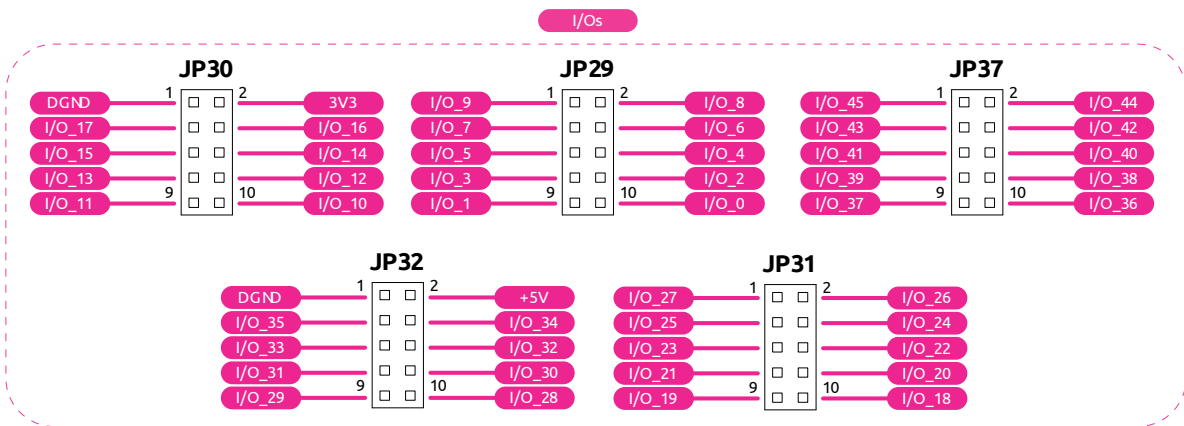 I/Os
JP30 JP29 JP37
DGND 1 2 3V3 I/O_9 1 2 I/O_8 I/O_45 1 2 I/O_44
I/O_17 I/O_16 I/O_7 I/O_6 I/O_43 I/O_42
I/O_15 I/O_14 I/O_5 I/O_4 I/O_41 I/O_40
I/O_13 I/O_12 I/O_3 I/O_2 I/O_39 I/O_38
I/O_11 9 10 I/O_10 I/O_1 9 10 I/O_0 I/O_37 9 10 I/O_36
JP32 JP31
DGND 1 2 +5V I/O_27 1 2 I/O_26
I/O_35 I/O_34 I/O_25 I/O_24
I/O_33 I/O_32 I/O_23 I/O_22
I/O_31 I/O_30 I/O_21 I/O_20
I/O_29 9 10 I/O_28 I/O_19 9 10 I/O_18